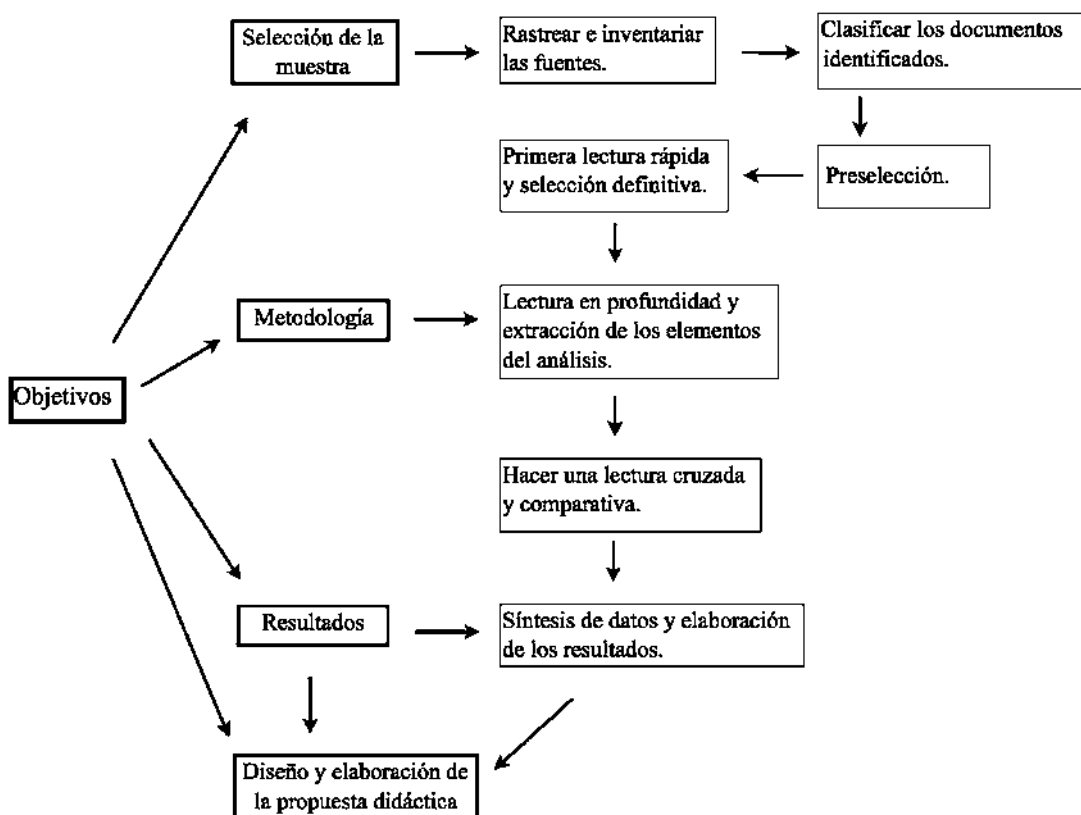 Selección de la
muestra
Rastrear e inventariar
las fuentes.
Clasificar los documentos
identificados.
Primera lectura rápida
y selección definitiva.
Preselección.
Metodología
Lectura en profundidad y
extracción de los elementos
del análisis.
Objetivos
Hacer una lectura cruzada
y comparativa.
Resultados
Síntesis de datos y elaboración
de los resultados.
Diseño y elaboración de
la propuesta didáctica